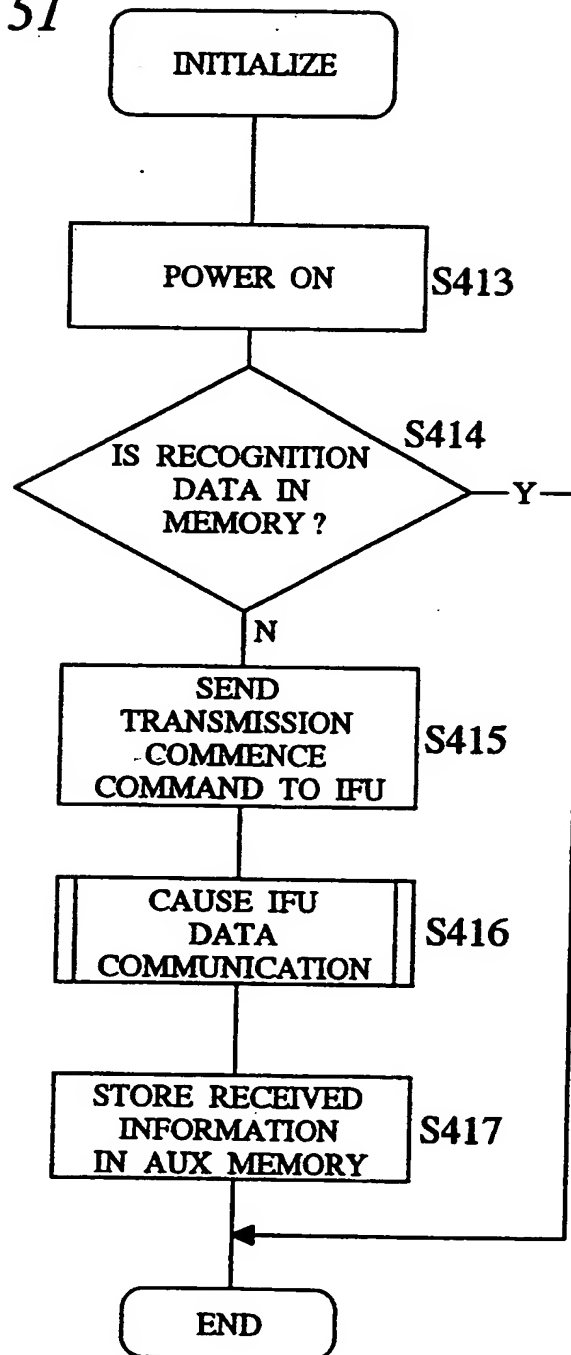 51
INITIALIZE
POWER ON
S413
S414
IS RECOGNITION
DATA IN
MEMORY ?
Y
N
SEND
TRANSMISSION
COMMENCE
COMMAND TO IFU
S415
CAUSE IFU
DATA
COMMUNICATION
S416
STORE RECEIVED
INFORMATION
IN AUX MEMORY
S417
END